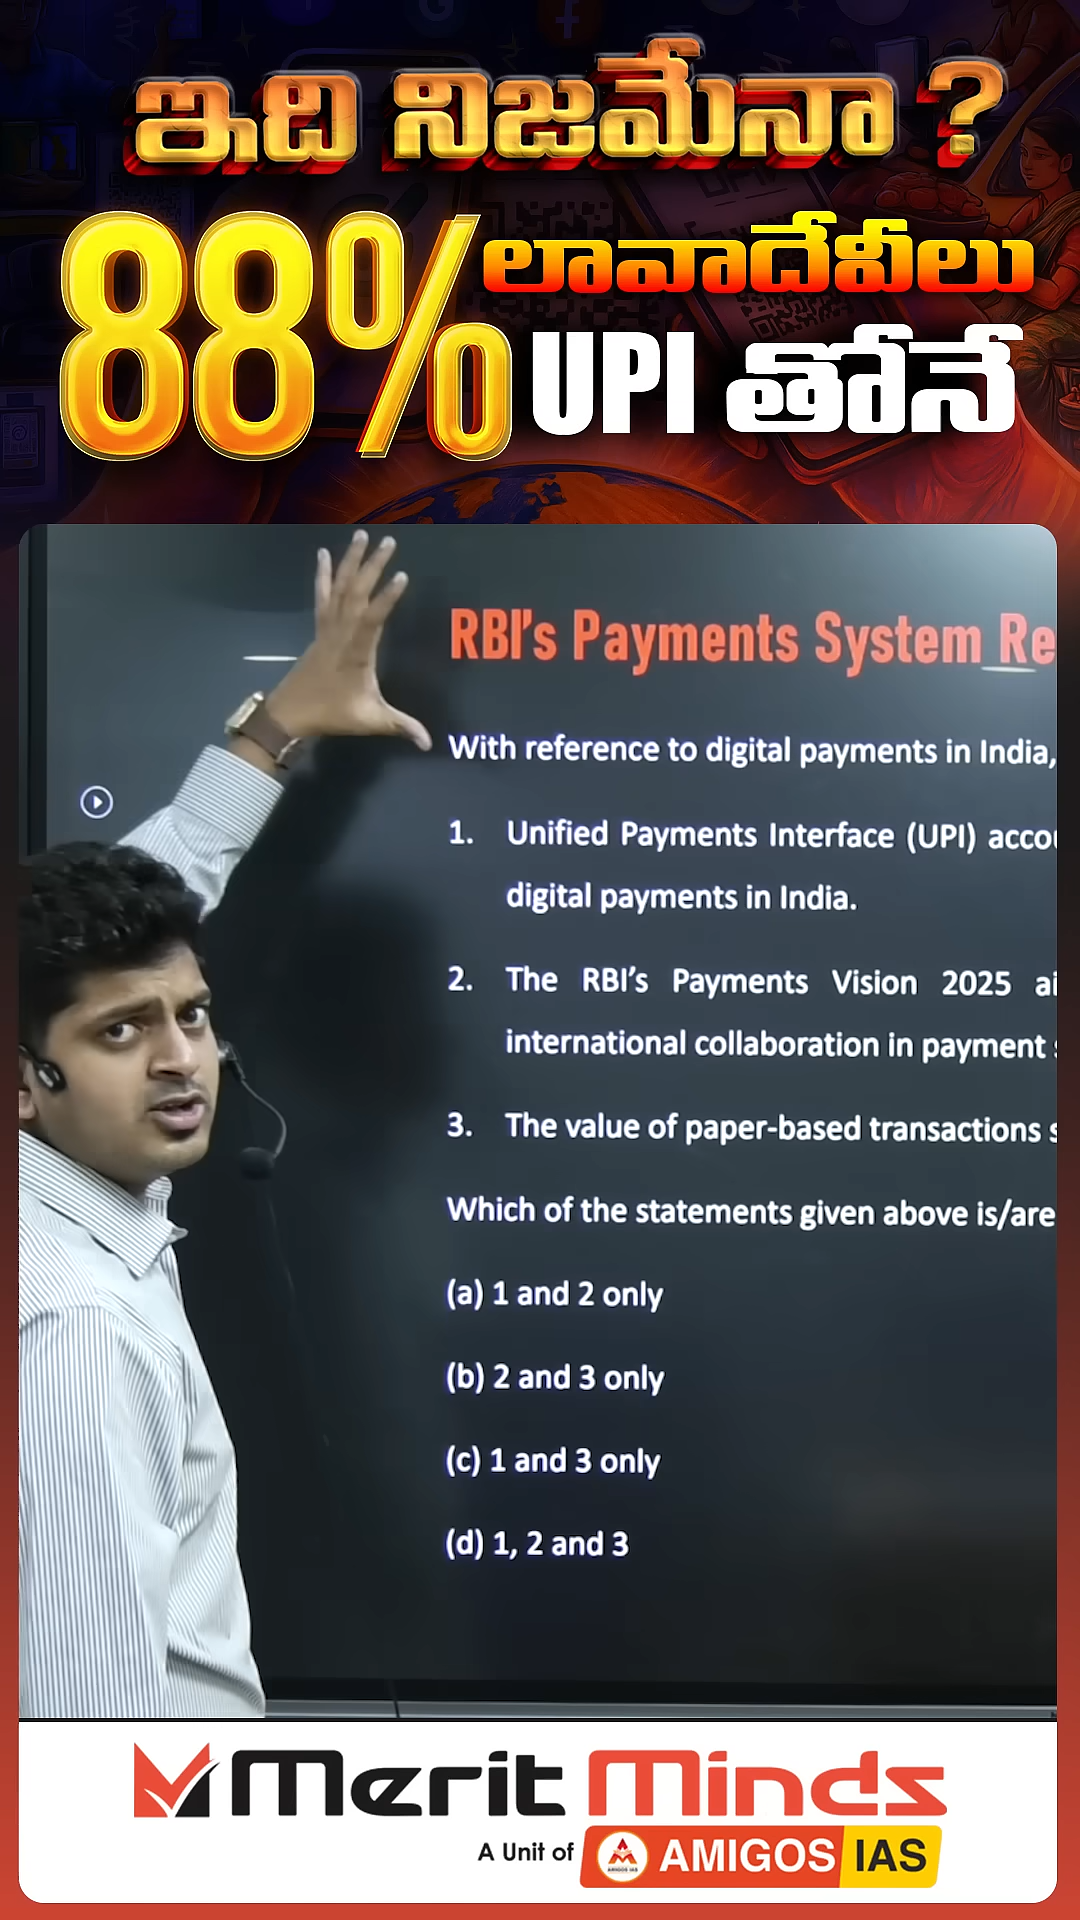 ఇది నిజమేనా ?
88% లావాదేవీలు
UPI తోనే
RBI's Payments System Re
With reference to digital payments in India,
1. Unified Payments Interface (UPI) accou
digital payments in India.
2. The RBI's Payments Vision 2025 ai
international collaboration in payment
3. The value of paper-based transactions s
Which of the statements given above is/are
(a) 1 and 2 only
(b) 2 and 3 only
(c) 1 and 3 only
(d) 1, 2 and 3
Merit Minds
A Unit of AMIGOS IAS